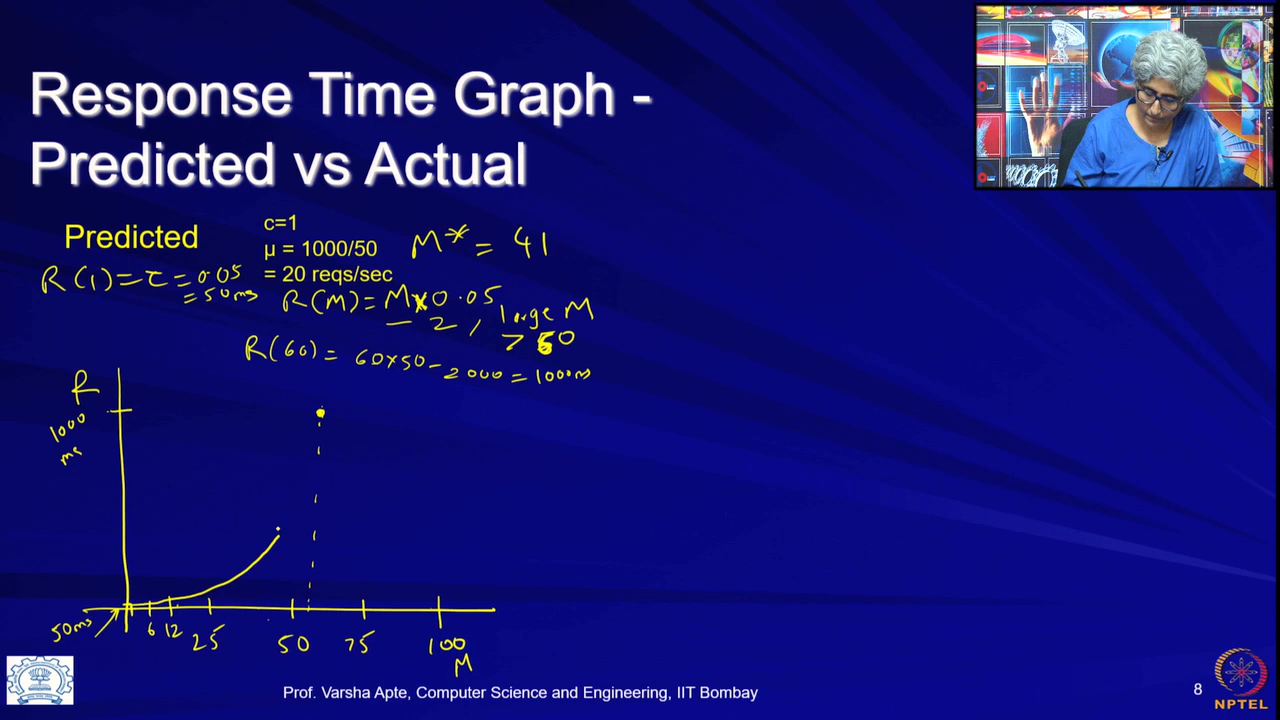 Response Time Graph -
Predicted vs Actual
Predicted
c=1
μ = 1000/50
= 20 reqs/sec
M* = 41
R(1) = τ = 0.05
= 50ms
R(M) = M x 0.05
- 2, large M
> 60
R(60) = 60x50 -
2000 = 1000ms
R
1000
ms
50ms
6 12 25 50 75 100
M
Prof. Varsha Apte, Computer Science and Engineering, IIT Bombay
8
NPTEL